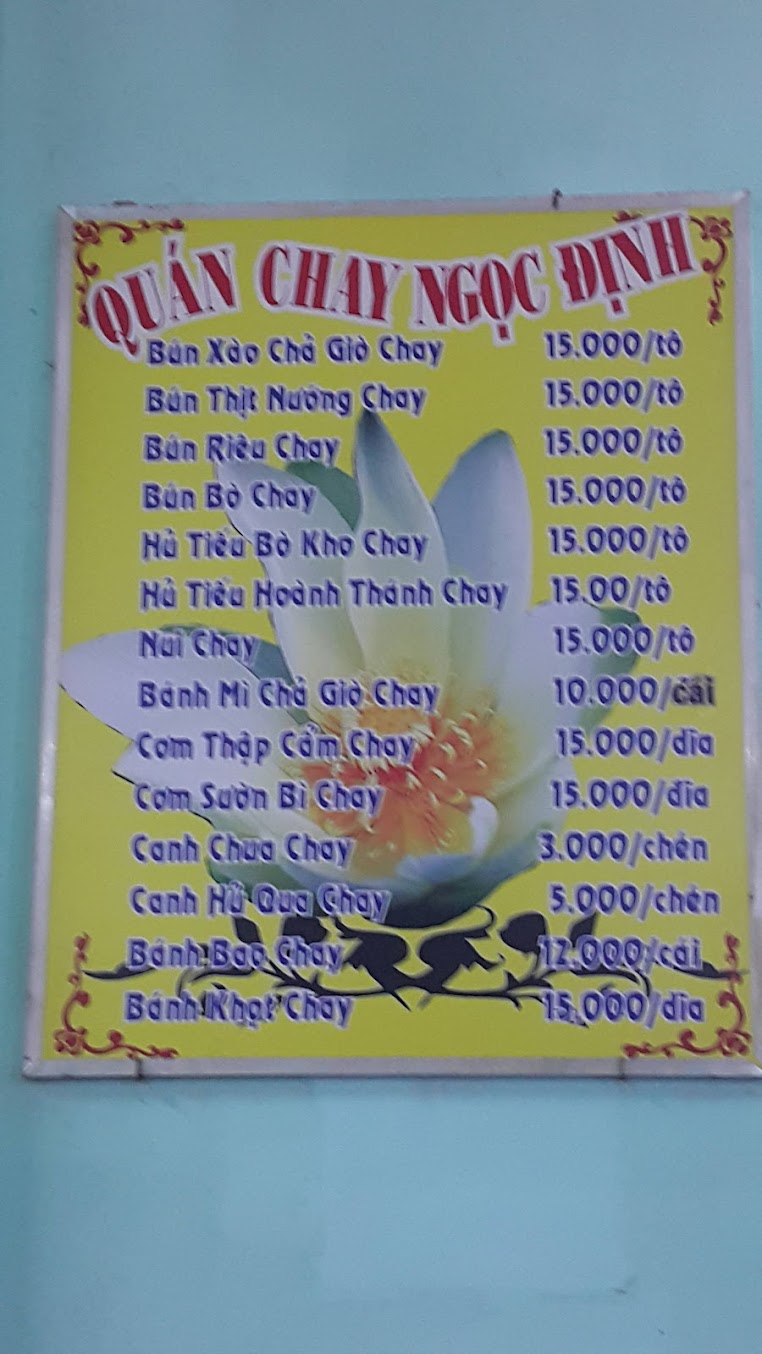 QUÁN CHAY NGỌC ĐỊNH
Bún Xào Chả Giò Chay 15.000/tô
Bún Thịt Nướng Chay 15.000/tô
Bún Riêu Chay 15.000/tô
Bún Bò Chay 15.000/tô
Hủ Tiếu Bò Kho Chay 15.000/tô
Hủ Tiếu Hoành Thánh Chay 15.00/tô
Nui Chay 15.000/tô
Bánh Mì Chả Giò Chay 10.000/cái
Cơm Thập Cẩm Chay 15.000/dĩa
Cơm Sườn Bì Chay 15.000/dĩa
Canh Chua Chay 3.000/chén
Canh Hủ Qua Chay 5.000/chén
Bánh Bao Chay 12.000/cái
Bánh Khọt Chay 15.000/dĩa